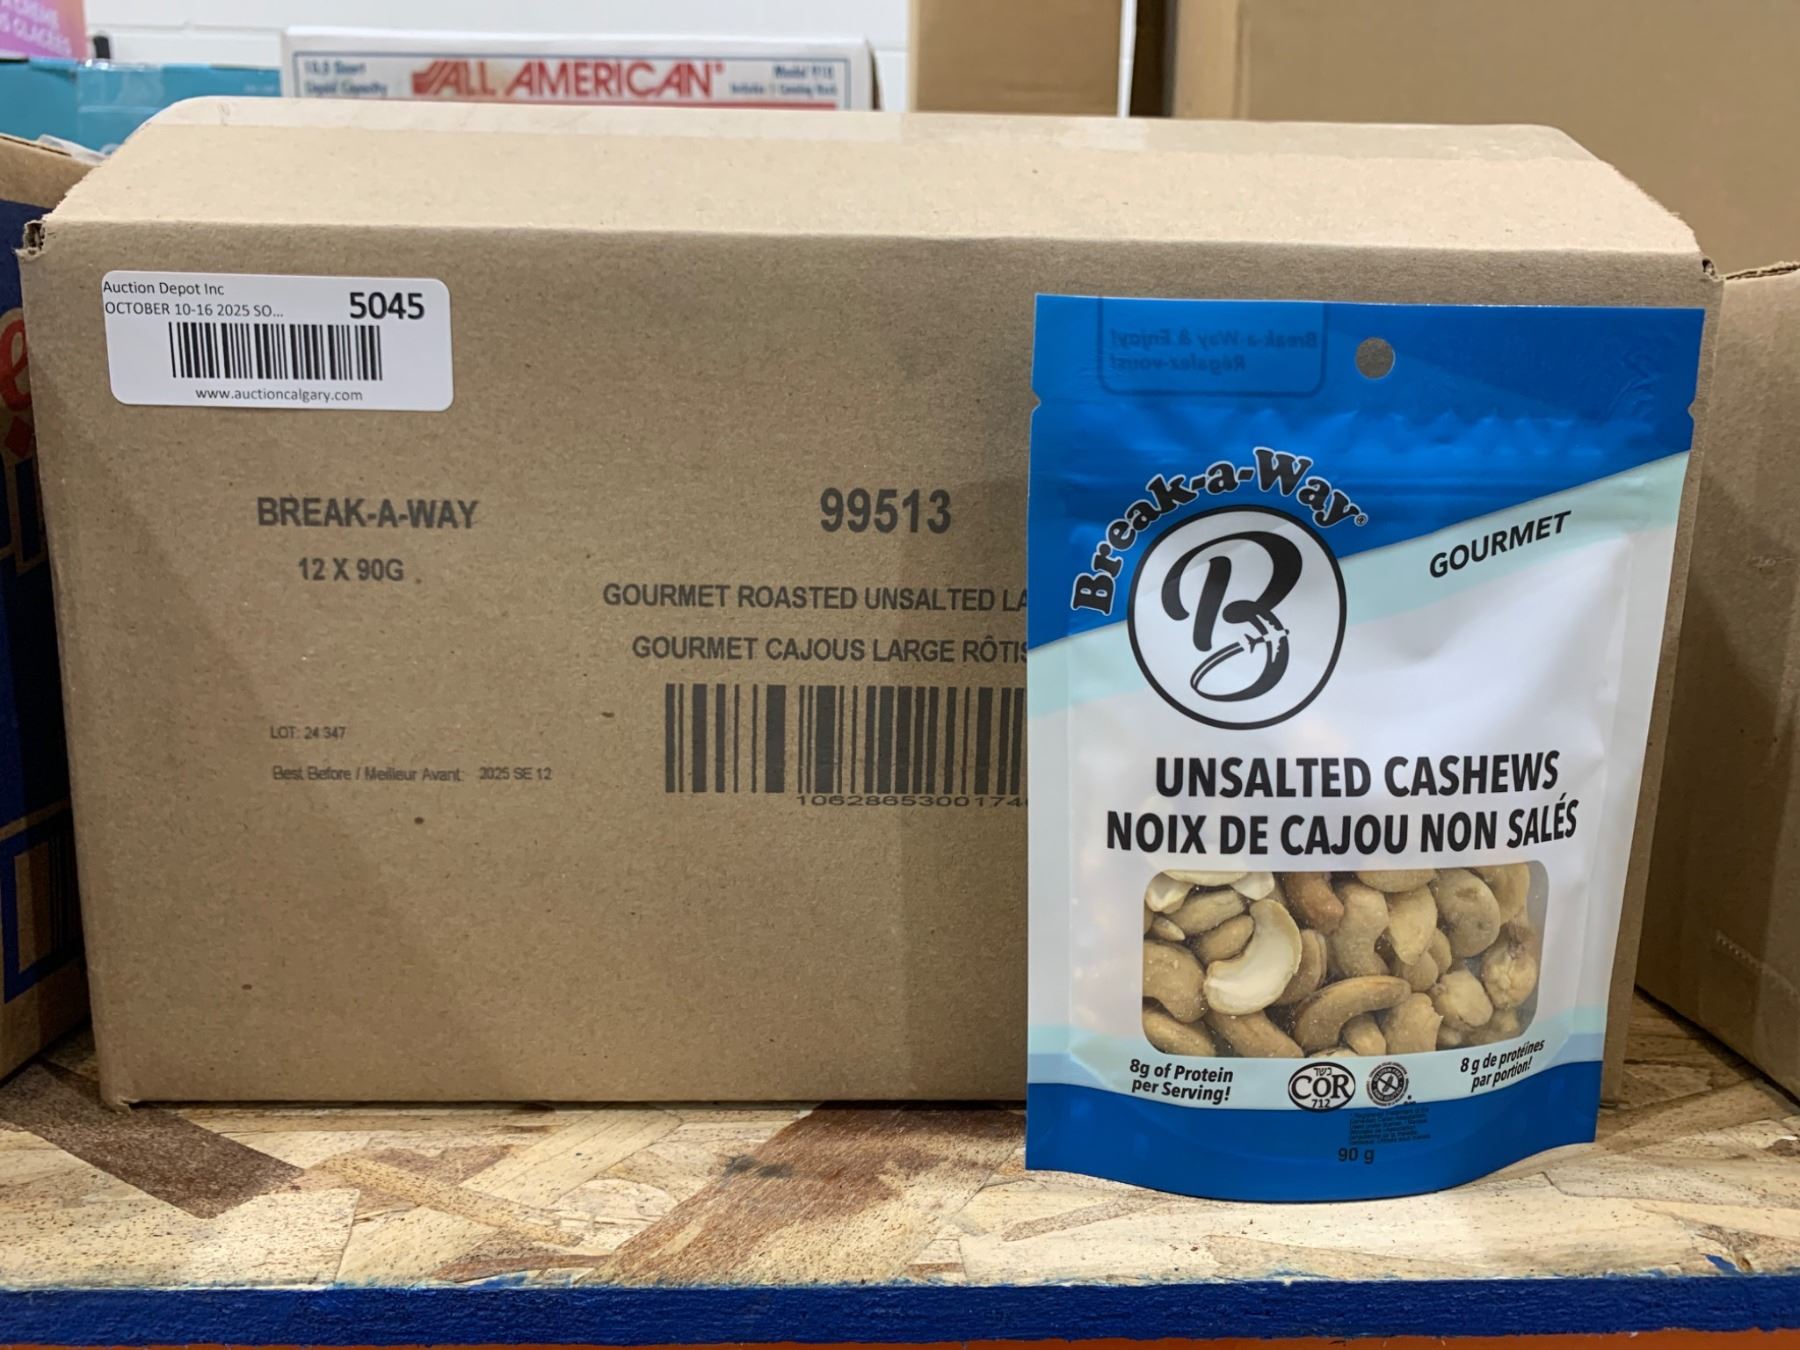 ALL AMERICAN
Auction Depot Inc
OCTOBER 10-16 2025 SO...
5045
www.auctioncalgary.com
BREAK-A-WAY
12 X 90G
99513
GOURMET ROASTED UNSALTED LA
GOURMET CAJOUS LARGE RÔTIS
LOT: 24 347
Best Before / Meilleur Avant: 2025 SE 12
Break-a-Way & Enjoy!
Régalez-vous!
Break-a-Way
B
GOURMET
UNSALTED CASHEWS
NOIX DE CAJOU NON SALÉS
8g of Protein
per Serving!
כשר
COR
712
8 g de protéines
par portion!
90 g